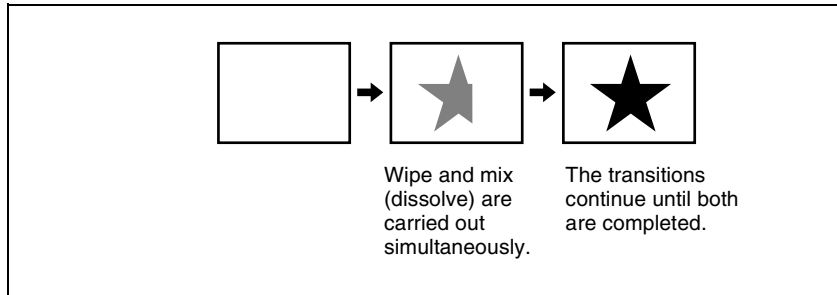 Wipe and mix
(dissolve) are
carried out
simultaneously.
The transitions
continue until both
are completed.